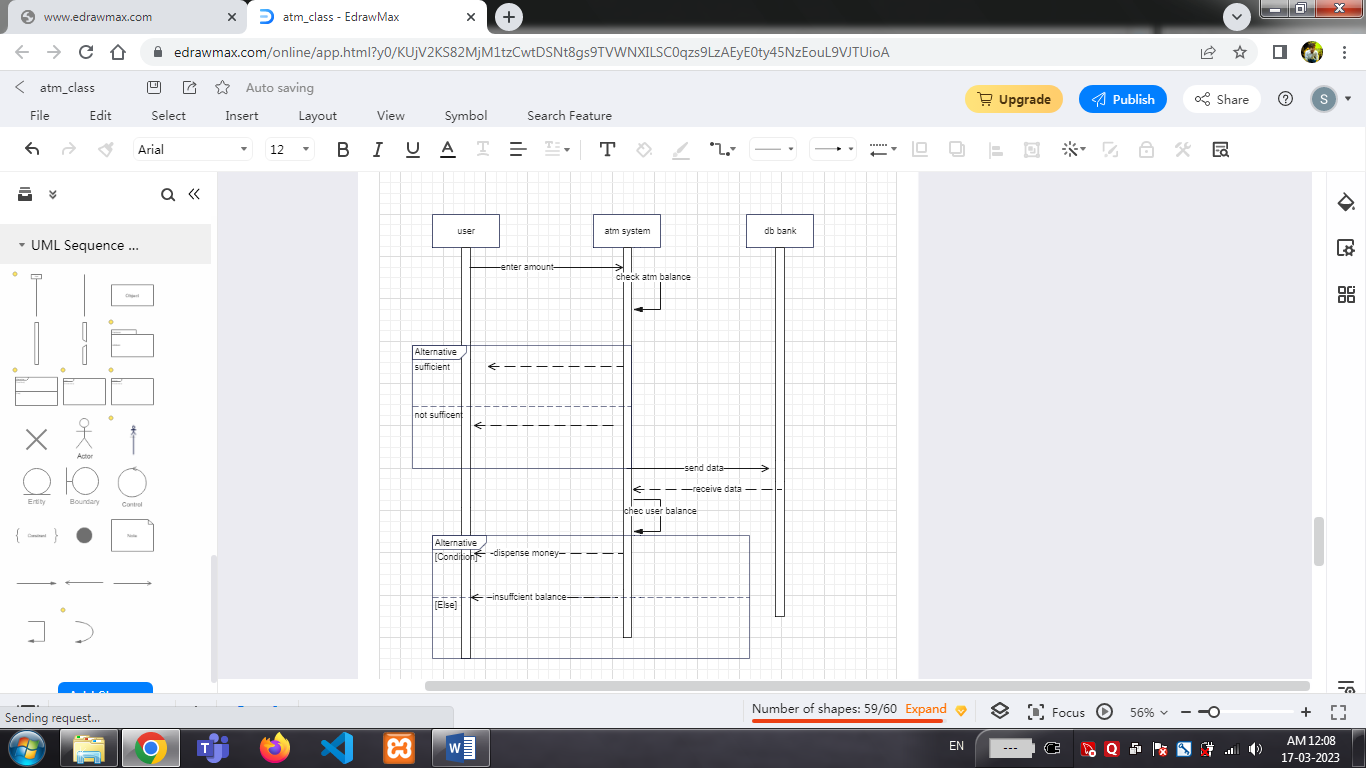 www.edrawmax.com
atm_class - EdrawMax
edrawmax.com/online/app.html?y0/KUjV2KS82MjM1tzCwtDSNt8gs9TVWNXILSC0qzs9LzAEyE0ty45NzEouL9VJTUioA
atm_class
Auto saving
Upgrade
Publish
Share
S
File Edit Select Insert Layout View Symbol Search Feature
Arial
12
UML Sequence ...
Object
Actor
Entity
Boundary
Control
Note
user
atm system
db bank
enter amount
check atm balance
Alternative
sufficient
not sufficent
send data
receive data
chec user balance
Alternative
[Condition]
dispense money
insuffcient balance
[Else]
Number of shapes: 59/60
Expand
Focus
56%
Sending request...
EN
AM 12:08
17-03-2023